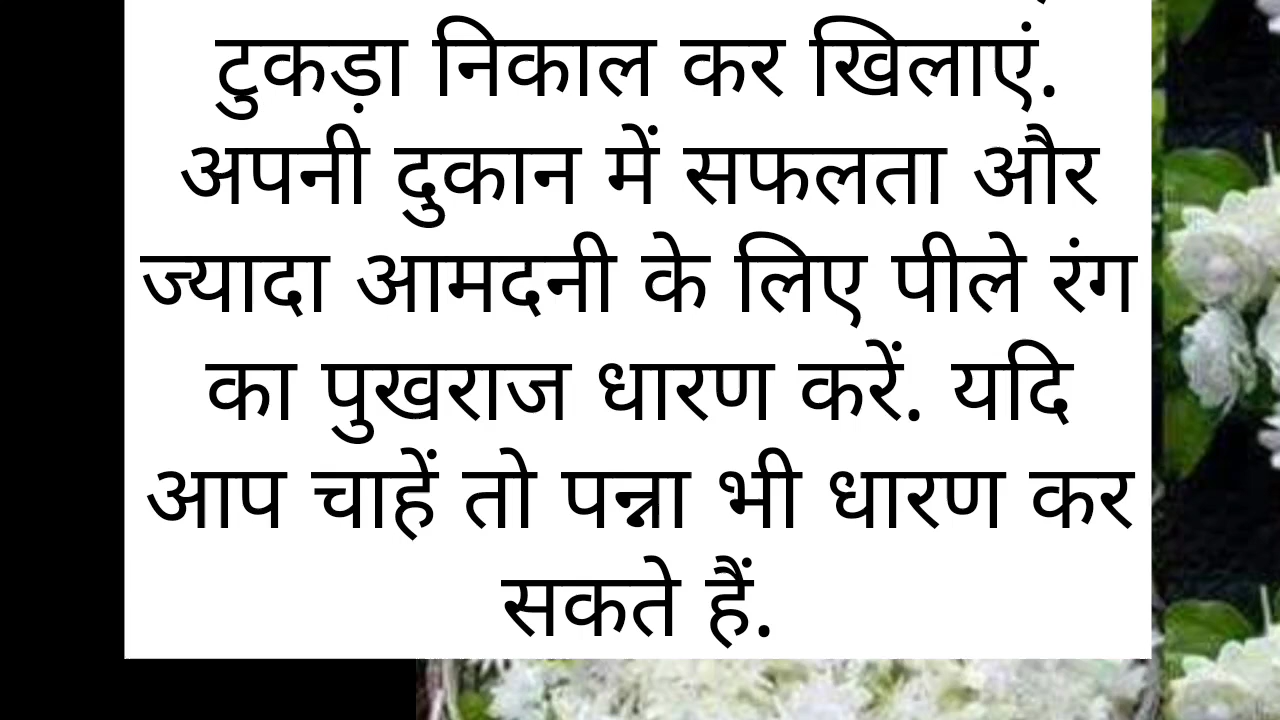 टुकड़ा निकाल कर खिलाएं.
अपनी दुकान में सफलता और
ज्यादा आमदनी के लिए पीले रंग
का पुखराज धारण करें. यदि
आप चाहें तो पन्ना भी धारण कर
सकते हैं.